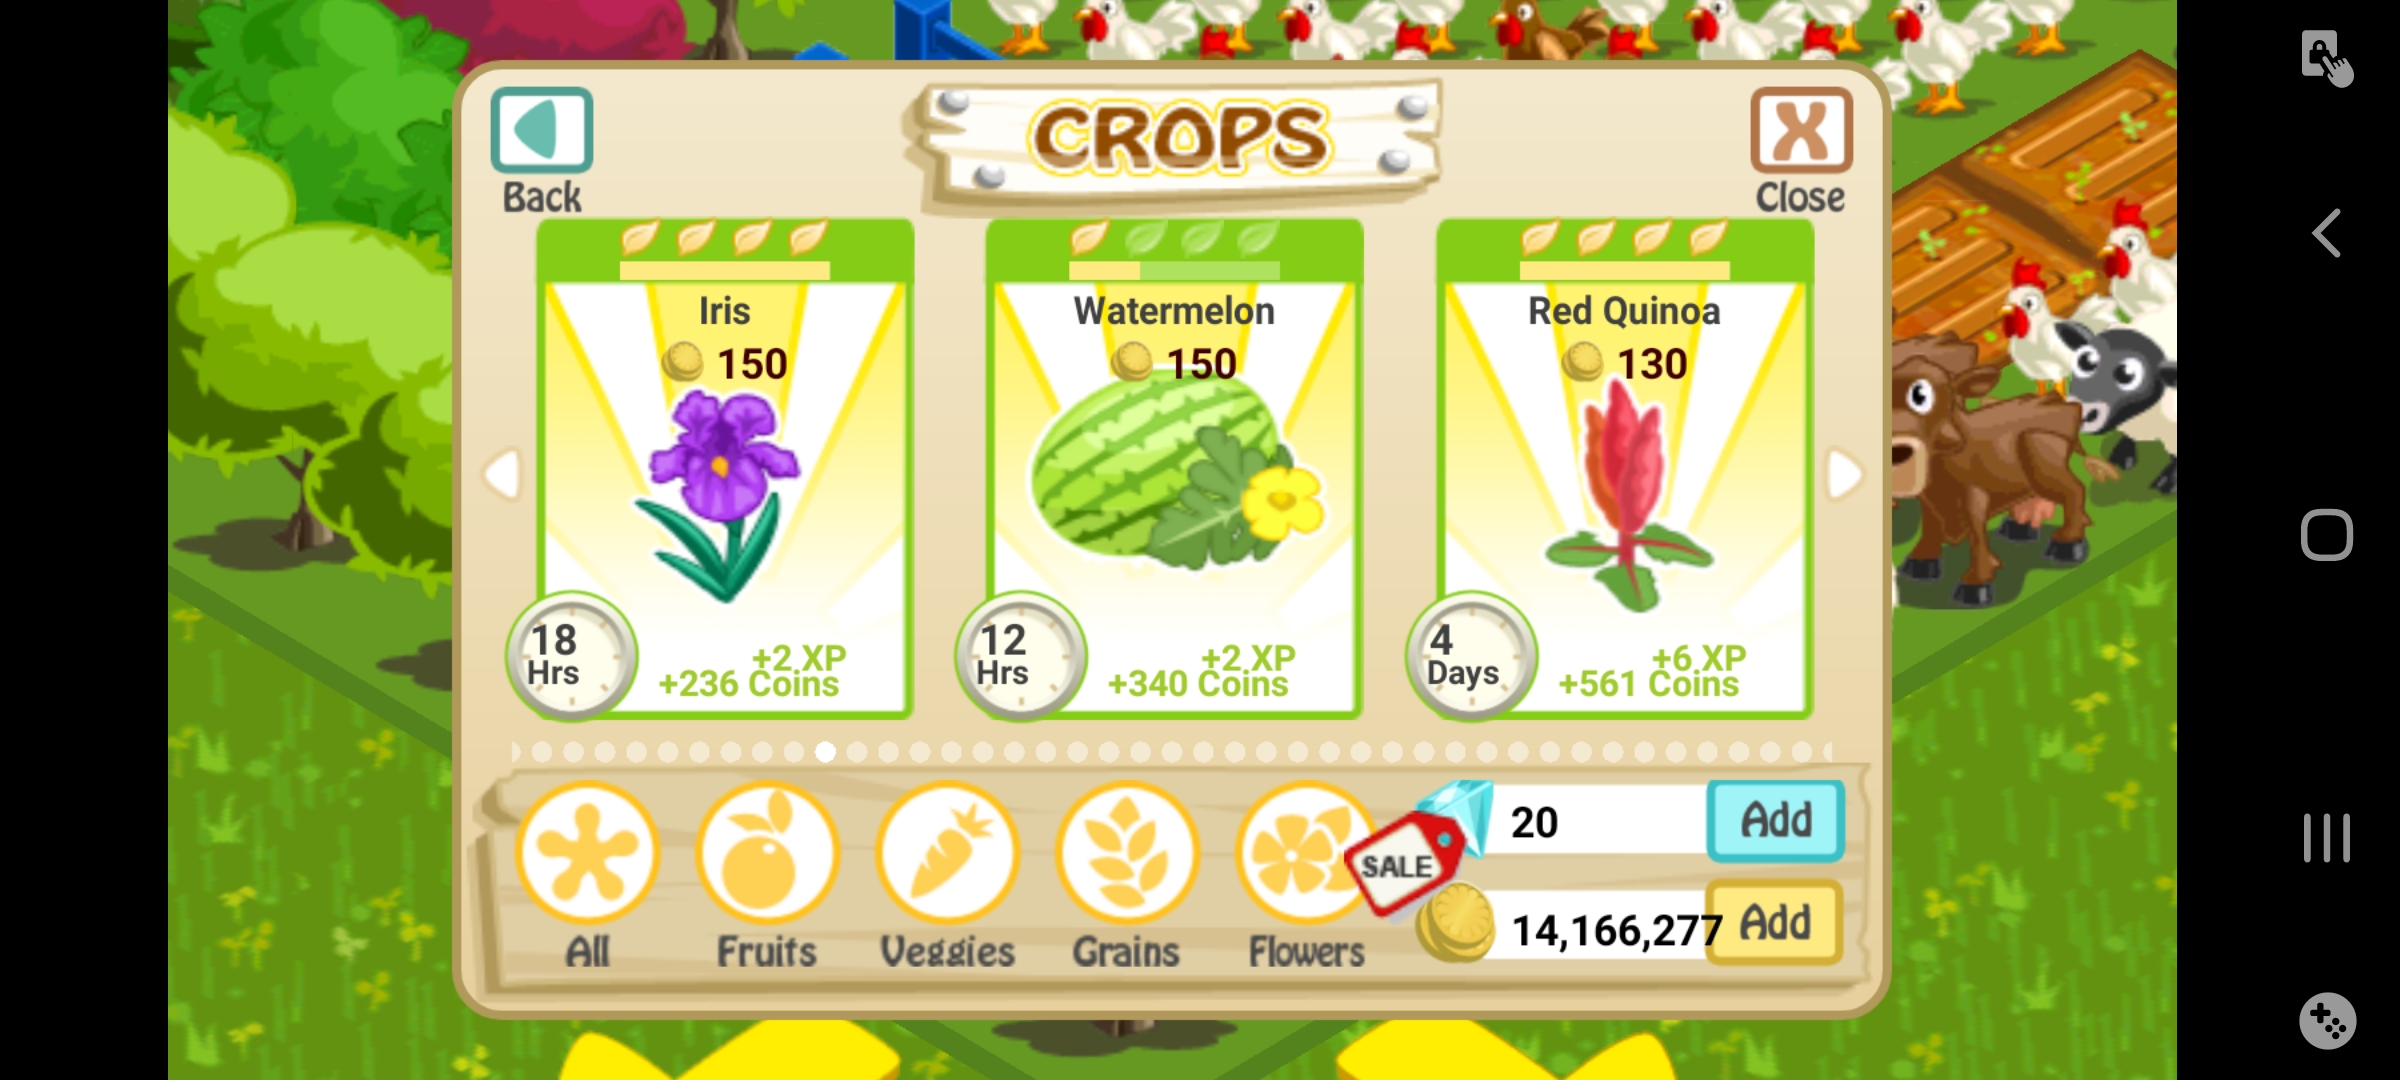 CROPS
Back
Close
Iris
150
18
Hrs
+2 XP
+236 Coins
Watermelon
150
12
Hrs
+2 XP
+340 Coins
Red Quinoa
130
4
Days
+6 XP
+561 Coins
All
Fruits
Veggies
Grains
Flowers
SALE
20
Add
14,166,277
Add